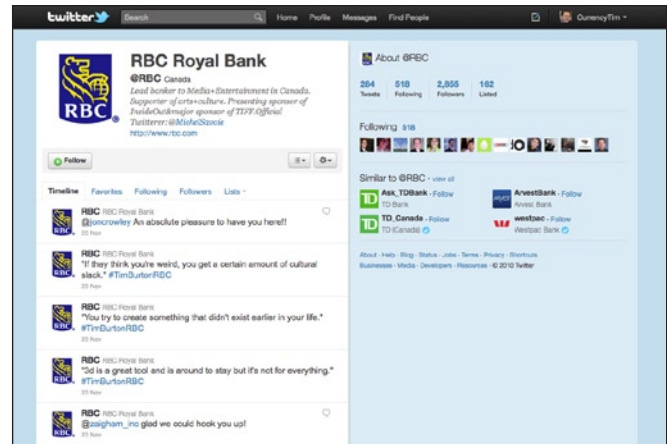 twitter
Search
Home Profile Messages Find People
CurrencyTim
RBC
RBC Royal Bank
@RBC Canada
Lead banker to Media+Entertainment in Canada.
Supporter of arts+culture. Presenting sponsor of
InsideOut&major sponsor of TIFF.Official
Twitterer:@MichelSavoie
http://www.rbc.com
Follow
Timeline Favorites Following Followers Lists
RBC RBC Royal Bank
@joncrowley An absolute pleasure to have you here!!
23 Nov
RBC RBC Royal Bank
"If they think you're weird, you get a certain amount of cultural
slack." #TimBurtonRBC
23 Nov
RBC RBC Royal Bank
"You try to create something that didn't exist earlier in your life."
#TimBurtonRBC
23 Nov
RBC RBC Royal Bank
"3d is a great tool and is around to stay but it's not for everything."
#TimBurtonRBC
23 Nov
RBC RBC Royal Bank
@zaigham_inc glad we could hook you up!
23 Nov
About @RBC
284 518 2,855 162
Tweets Following Followers Listed
Following 518
Similar to @RBC · view all
TD Ask_TDBank · Follow
TD Bank
ArvestBank · Follow
Arvest Bank
TD TD_Canada · Follow
TD (Canada)
westpac · Follow
Westpac Bank
About · Help · Blog · Status · Jobs · Terms · Privacy · Shortcuts
Businesses · Media · Developers · Resources · © 2010 Twitter